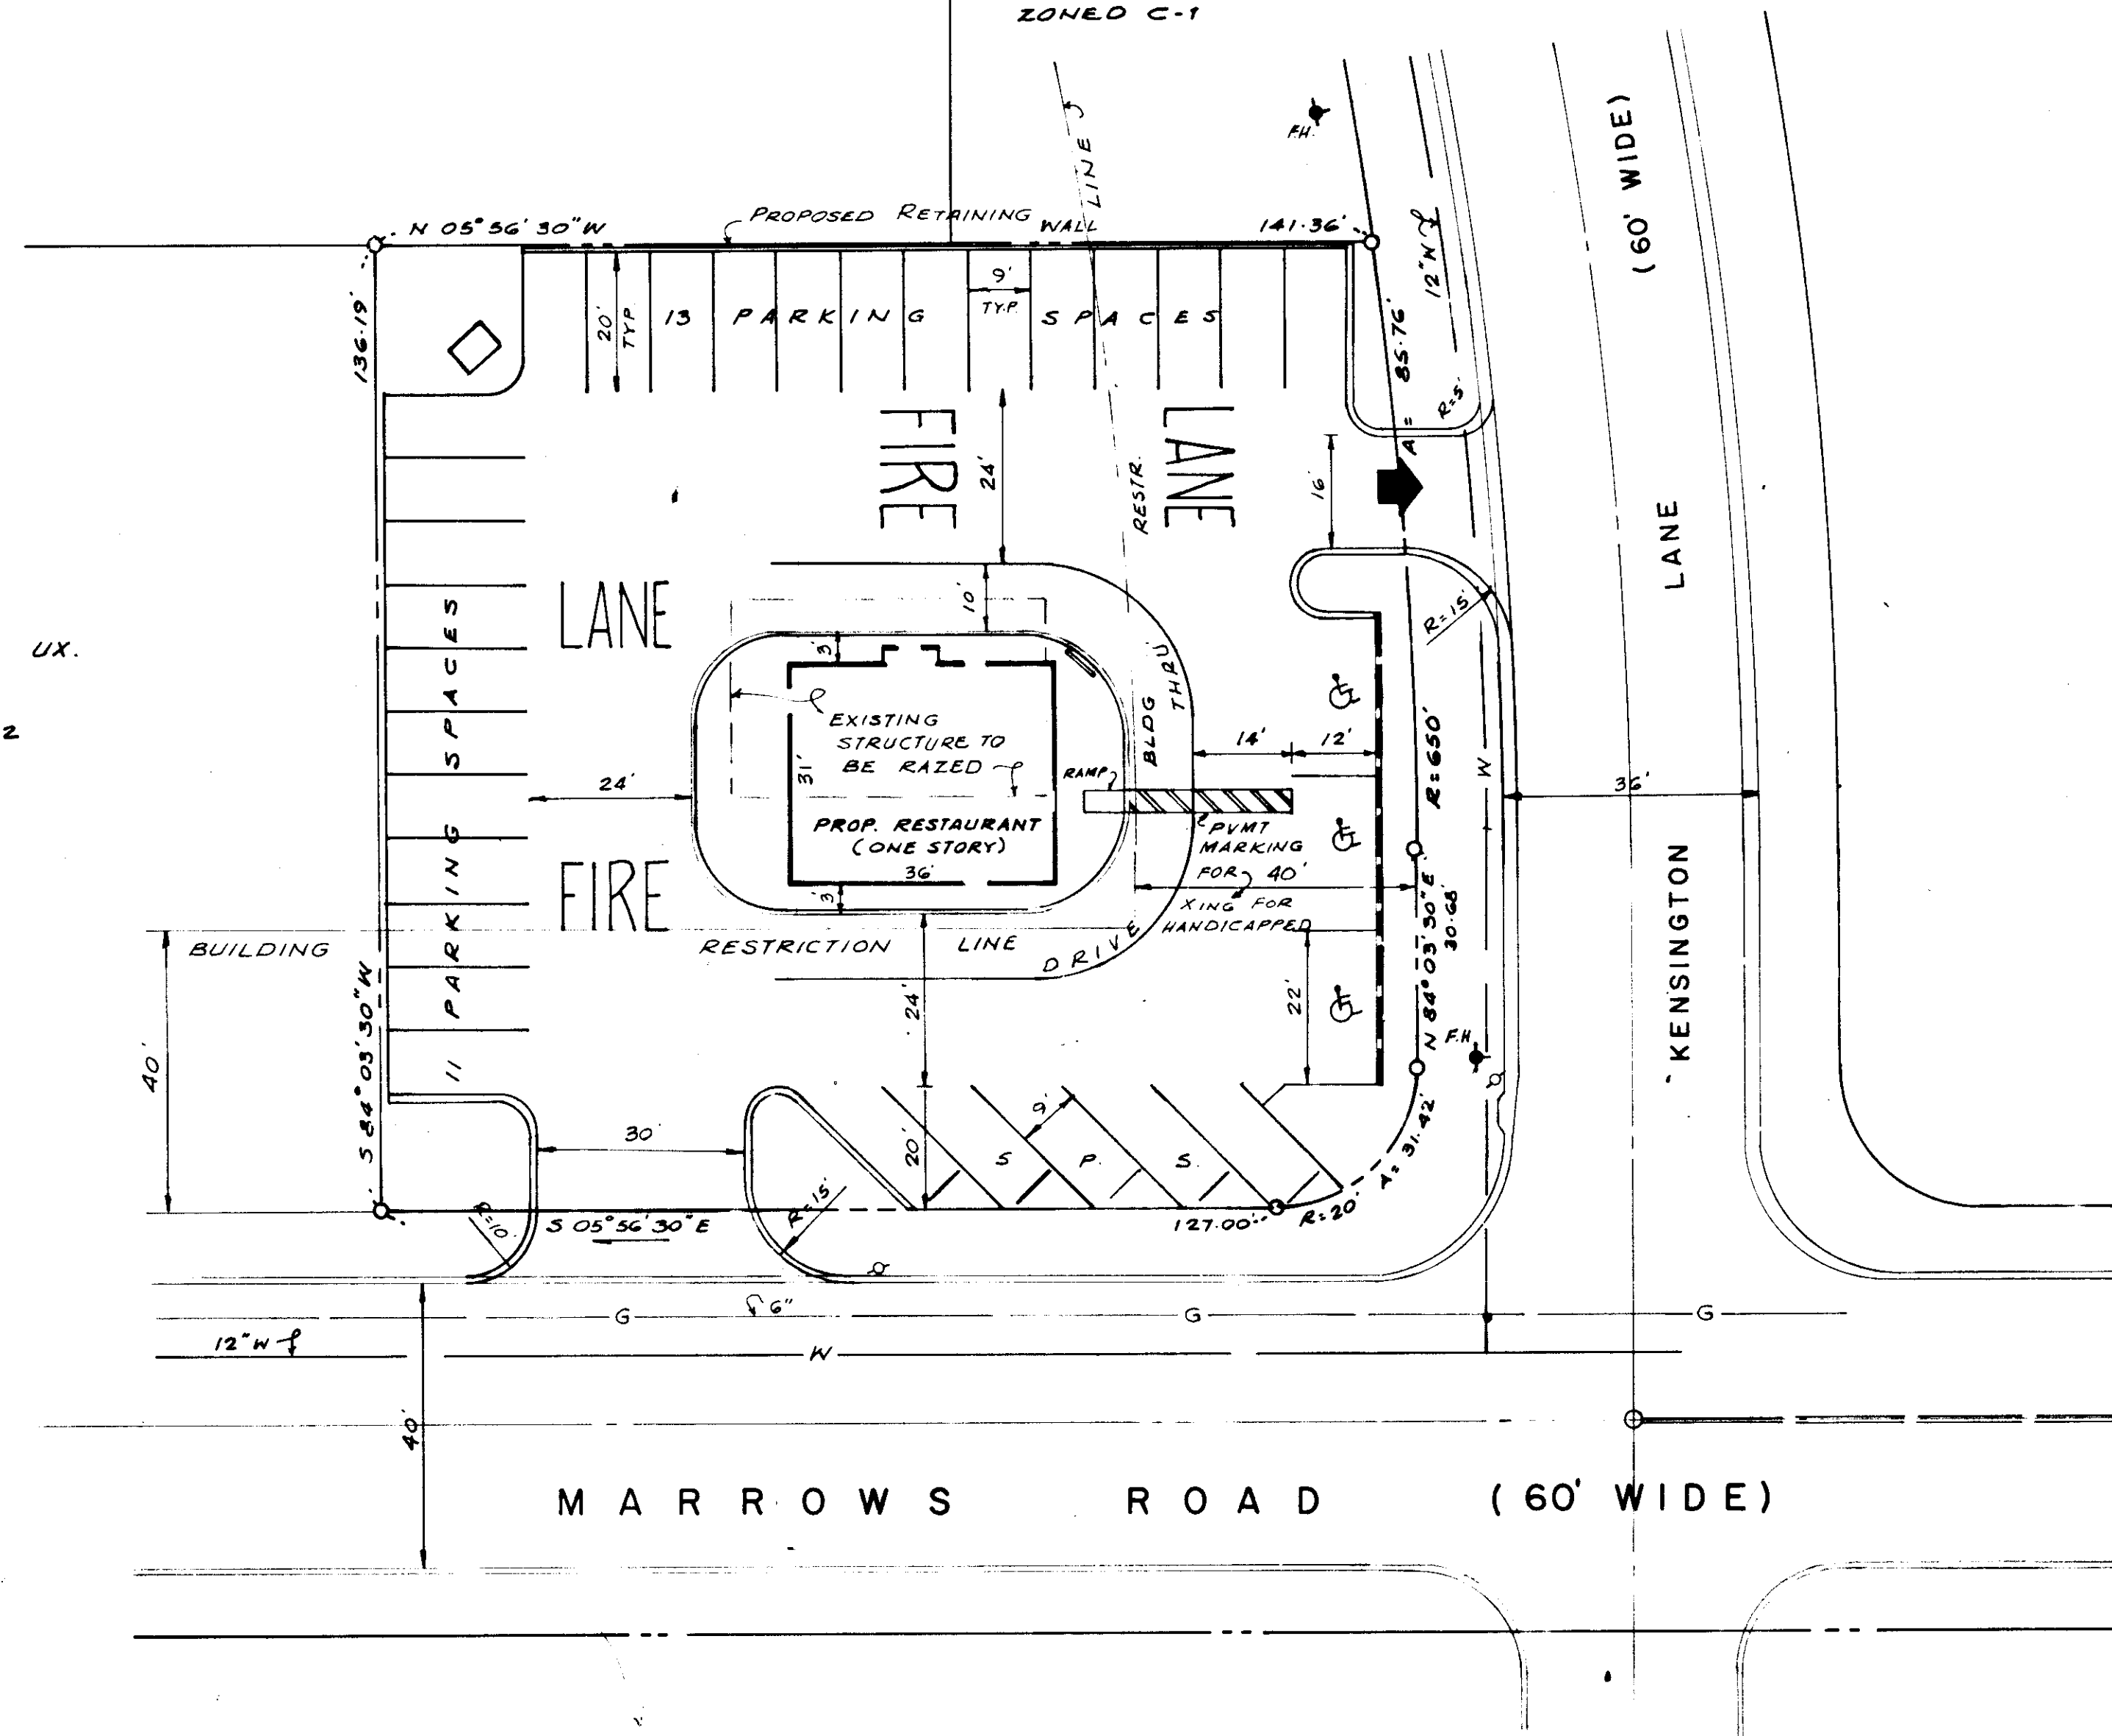 ZONED C-1
LINE
F.H.
(60' WIDE)
N 05° 56' 30" W
PROPOSED RETAINING WALL
141.36'
136.19'
12" W
20' TYP.
13 PARKING SPACES
9' TYP.
A = 85.76'
R=5'
FIRE LANE
24'
RESTR.
16'
LANE
10'
R=15'
UX.
2
LANE
3'
EXISTING
STRUCTURE TO
BE RAZED
31'
BLDG
THRU
14'
12'
R=650'
W
36'
24'
RAMP
PROP. RESTAURANT
(ONE STORY)
36'
3'
PVMT
MARKING
FOR
40'
XING FOR
HANDICAPPED
FIRE
11 PARKING SPACES
BUILDING RESTRICTION LINE
DRIVE
N 84° 03' 30" E
30.68'
KENSINGTON
40'
S 84° 03' 30" W
24'
22'
F.H.
30'
20'
9'
5 P. S.
A = 31.42'
R=10'
S 05° 56' 30" E
R=15'
127.00'
R=20'
6"
G
G
G
12" W
W
40'
MARROWS ROAD (60' WIDE)